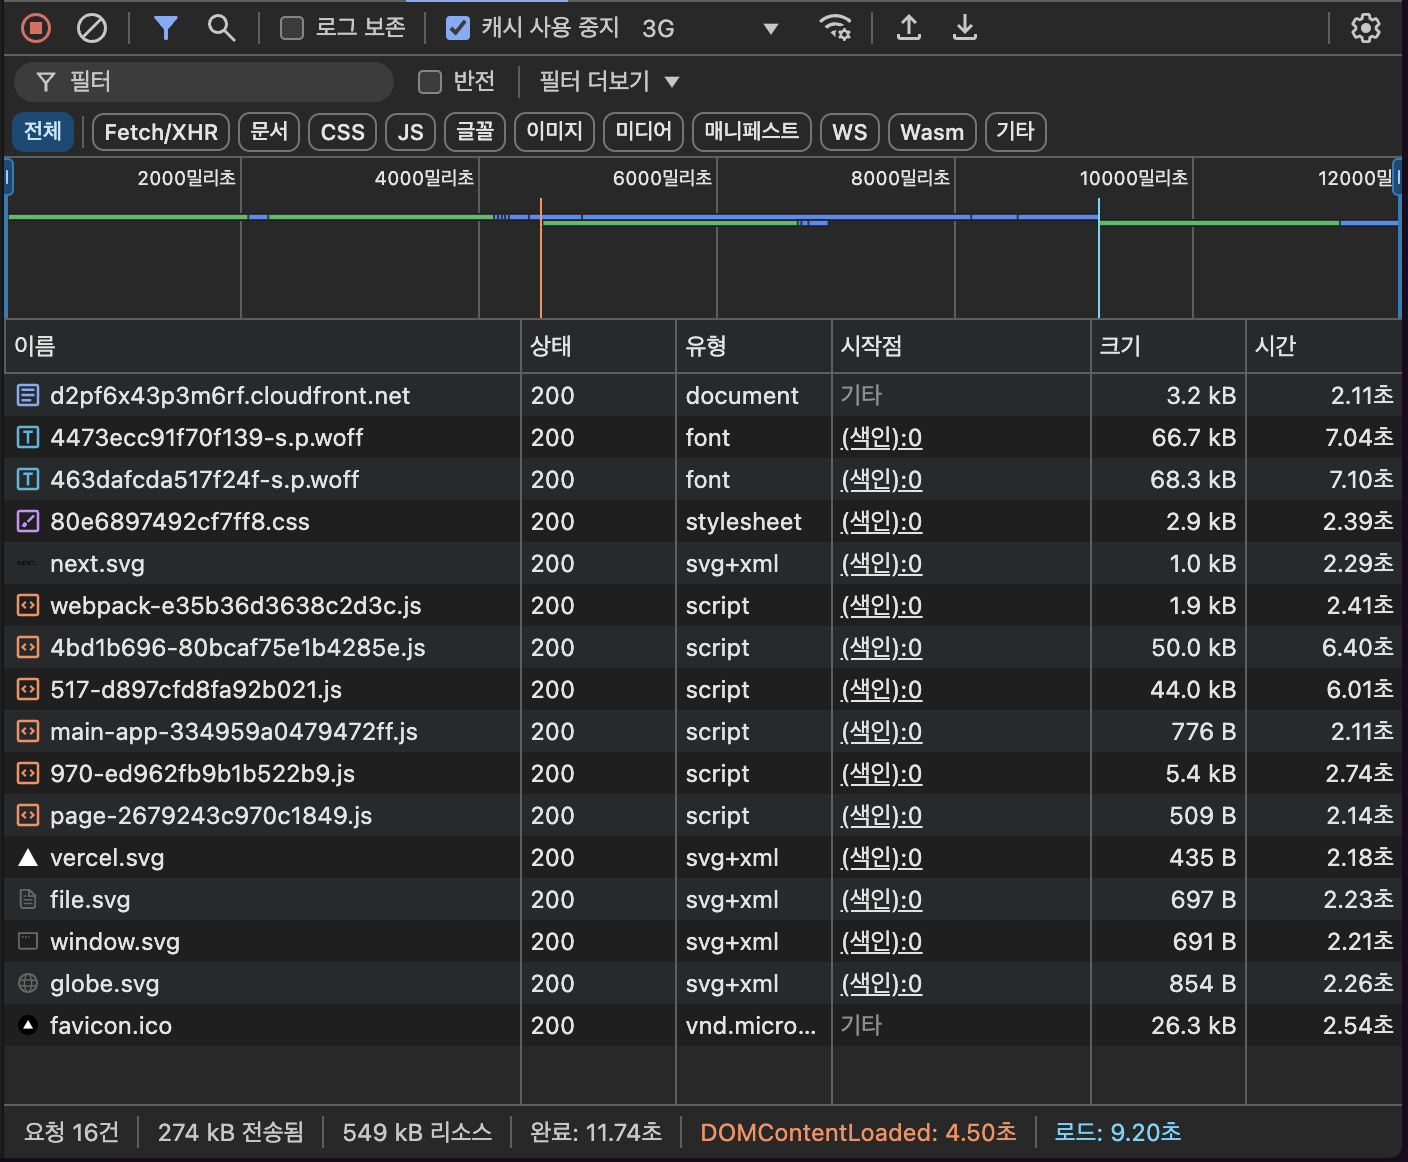 로그 보존 캐시 사용 중지 3G
필터 반전 필터 더보기
전체 Fetch/XHR 문서 CSS JS 글꼴 이미지 미디어 매니페스트 WS Wasm 기타
2000밀리초 4000밀리초 6000밀리초 8000밀리초 10000밀리초 12000밀
이름 상태 유형 시작점 크기 시간
d2pf6x43p3m6rf.cloudfront.net 200 document 기타 3.2 kB 2.11초
4473ecc91f70f139-s.p.woff 200 font (색인):0 66.7 kB 7.04초
463dafcda517f24f-s.p.woff 200 font (색인):0 68.3 kB 7.10초
80e6897492cf7ff8.css 200 stylesheet (색인):0 2.9 kB 2.39초
next.svg 200 svg+xml (색인):0 1.0 kB 2.29초
webpack-e35b36d3638c2d3c.js 200 script (색인):0 1.9 kB 2.41초
4bd1b696-80bcaf75e1b4285e.js 200 script (색인):0 50.0 kB 6.40초
517-d897cfd8fa92b021.js 200 script (색인):0 44.0 kB 6.01초
main-app-334959a0479472ff.js 200 script (색인):0 776 B 2.11초
970-ed962fb9b1b522b9.js 200 script (색인):0 5.4 kB 2.74초
page-2679243c970c1849.js 200 script (색인):0 509 B 2.14초
vercel.svg 200 svg+xml (색인):0 435 B 2.18초
file.svg 200 svg+xml (색인):0 697 B 2.23초
window.svg 200 svg+xml (색인):0 691 B 2.21초
globe.svg 200 svg+xml (색인):0 854 B 2.26초
favicon.ico 200 vnd.micro... 기타 26.3 kB 2.54초
요청 16건 274 kB 전송됨 549 kB 리소스 완료: 11.74초 DOMContentLoaded: 4.50초 로드: 9.20초